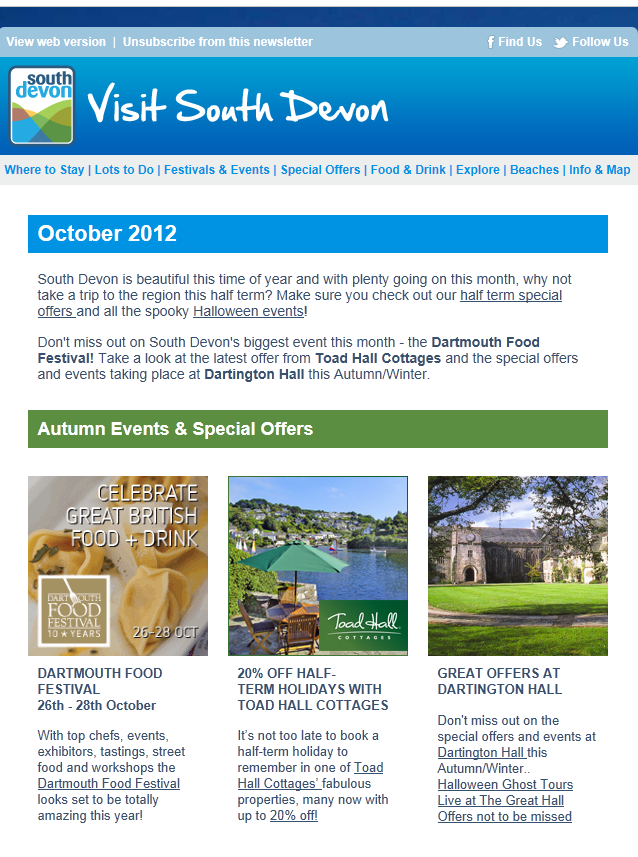 View web version | Unsubscribe from this newsletter
Find Us
Follow Us
south
devon
Visit South Devon
Where to Stay | Lots to Do | Festivals & Events | Special Offers | Food & Drink | Explore | Beaches | Info & Map
October 2012
South Devon is beautiful this time of year and with plenty going on this month, why not
take a trip to the region this half term? Make sure you check out our half term special
offers and all the spooky Halloween events!
Don't miss out on South Devon's biggest event this month - the Dartmouth Food
Festival! Take a look at the latest offer from Toad Hall Cottages and the special offers
and events taking place at Dartington Hall this Autumn/Winter.
Autumn Events & Special Offers
CELEBRATE
GREAT BRITISH
FOOD + DRINK
DARTMOUTH
FOOD
FESTIVAL
10 ★ YEARS
26-28 OCT
DARTMOUTH FOOD
FESTIVAL
26th - 28th October
With top chefs, events,
exhibitors, tastings, street
food and workshops the
Dartmouth Food Festival
looks set to be totally
amazing this year!
Toad Hall
COTTAGES
20% OFF HALF-
TERM HOLIDAYS WITH
TOAD HALL COTTAGES
It's not too late to book a
half-term holiday to
remember in one of Toad
Hall Cottages' fabulous
properties, many now with
up to 20% off!
GREAT OFFERS AT
DARTINGTON HALL
Don't miss out on the
special offers and events at
Dartington Hall this
Autumn/Winter..
Halloween Ghost Tours
Live at The Great Hall
Offers not to be missed